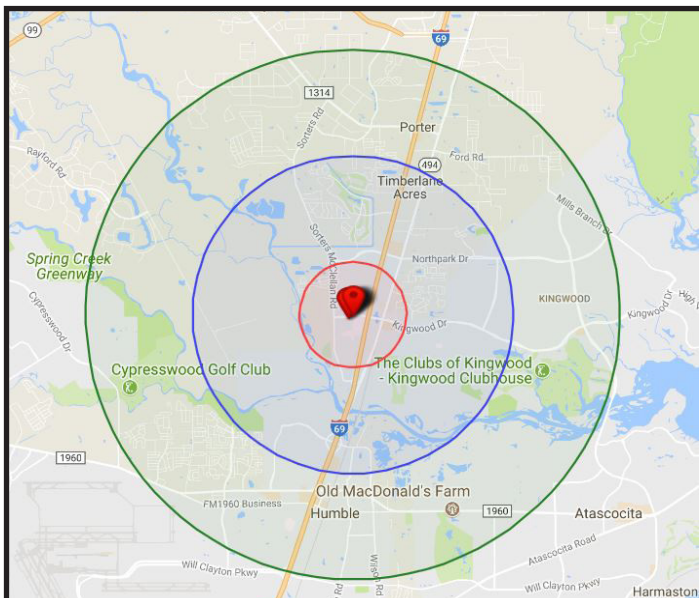 99
69
1314
Sorters Rd
Porter
Ford Rd
494
Rayford Rd
Timberlane
Acres
Mills Branch Dr
Sorters McClellan Rd
Spring Creek
Greenway
Northpark Dr
KINGWOOD
Cypresswood Dr
Kingwood Dr
Kingwood Dr
High
Cypresswood Golf Club
The Clubs of Kingwood
- Kingwood Clubhouse
69
1960
Old MacDonald's Farm
FM1960 Business
Humble
1960
Atascocita
Atascocita Road
Will Clayton Pkwy
Wilson Rd
Will Clayton Pkwy
Harmaston